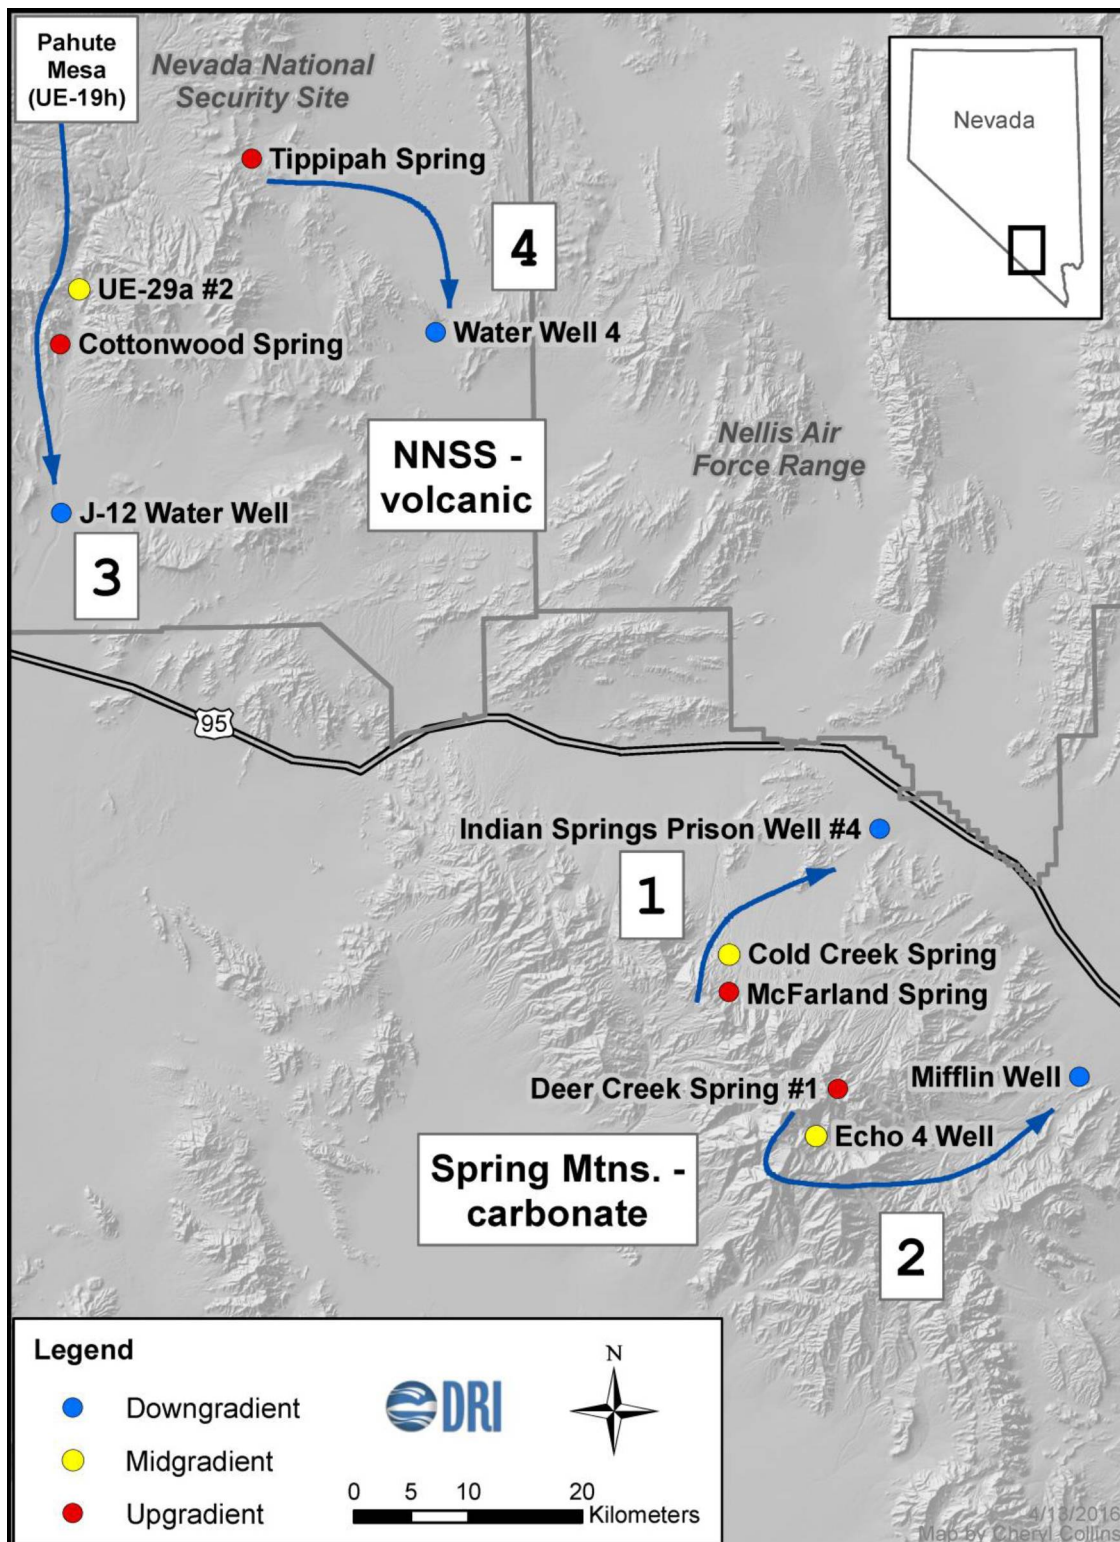 Pahute
Mesa
(UE-19h)
Nevada National
Security Site
Nevada
Tippipah Spring
4
UE-29a #2
Water Well 4
Cottonwood Spring
NNSS -
volcanic
Nellis Air
Force Range
J-12 Water Well
3
95
Indian Springs Prison Well #4
1
Cold Creek Spring
McFarland Spring
Deer Creek Spring #1
Mifflin Well
Echo 4 Well
Spring Mtns. -
carbonate
2
Legend
Downgradient
Midgradient
Upgradient
DRI
N
0 5 10 20
Kilometers
4/13/2016
Map by Cheryl Collins